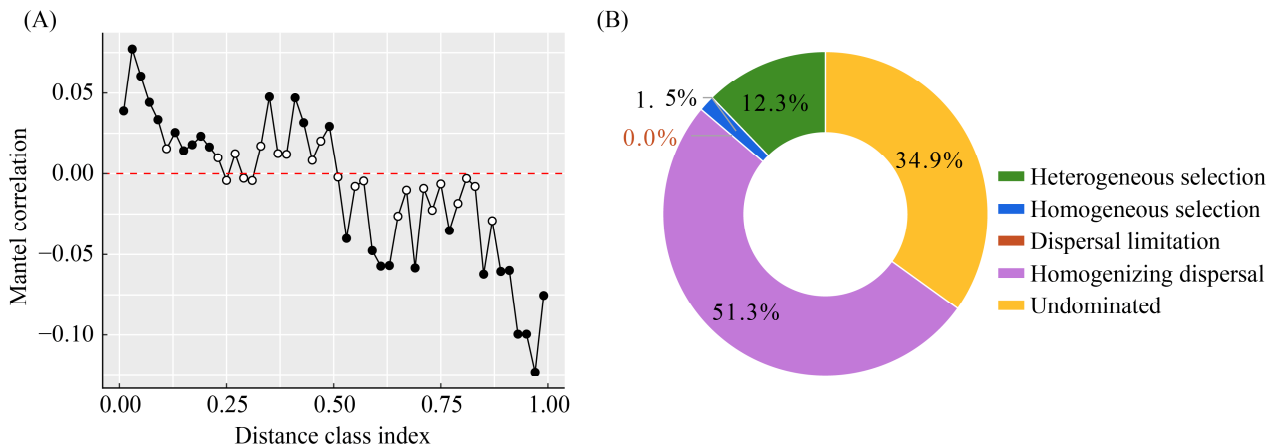 (A)
0.05
0.00
−0.05
−0.10
Mantel correlation
0.00
0.25
0.50
0.75
1.00
Distance class index
(B)
1. 5%
0.0%
12.3%
34.9%
51.3%
Heterogeneous selection
Homogeneous selection
Dispersal limitation
Homogenizing dispersal
Undominated